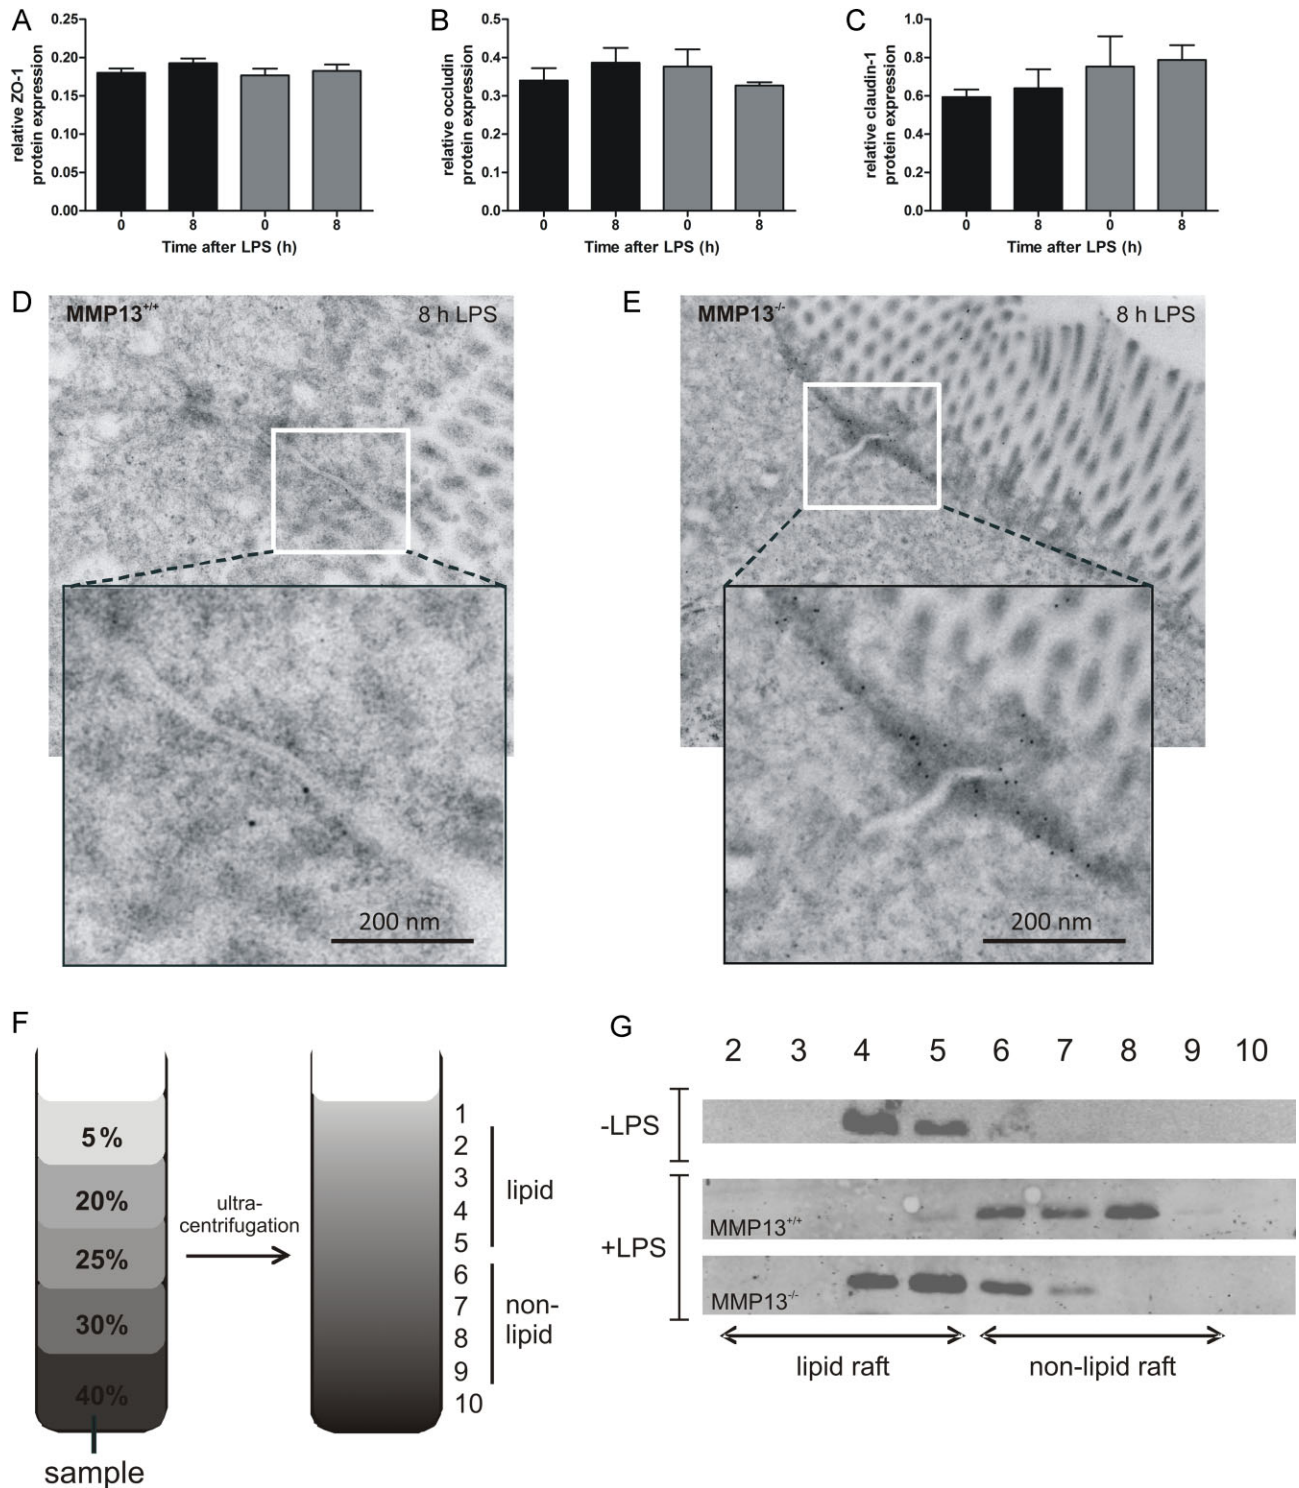 A
relative ZO-1
protein expression
0.25
0.20
0.15
0.10
0.05
0.00
0 8 0 8
Time after LPS (h)
B
relative occludin
protein expression
0.5
0.4
0.3
0.2
0.1
0.0
0 8 0 8
Time after LPS (h)
C
relative claudin-1
protein expression
1.0
0.8
0.6
0.4
0.2
0.0
0 8 0 8
Time after LPS (h)
D
MMP13+/+ 8 h LPS
200 nm
E
MMP13-/- 8 h LPS
200 nm
F
5%
20%
25%
30%
40%
sample
ultra-
centrifugation
1
2
3
4
5
6
7
8
9
10
lipid
non-
lipid
G
2 3 4 5 6 7 8 9 10
-LPS
+LPS
MMP13+/+
MMP13-/-
lipid raft non-lipid raft